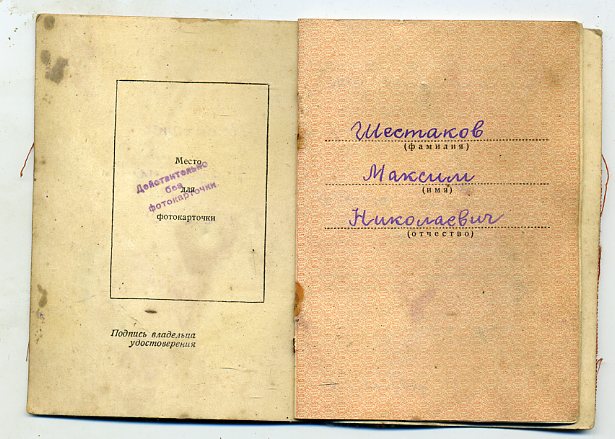 Место
для
фотокарточки
Действительно
без
фотокарточки
Подпись владельца
удостоверения
Шестаков
(фамилия)
Максим
(имя)
Николаевич
(отчество)